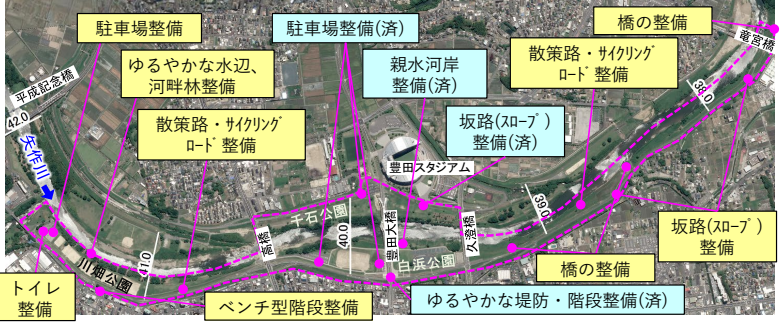 駐車場整備
駐車場整備(済)
橋の整備
竜宮橋
ゆるやかな水辺、
河畔林整備
親水河岸
整備(済)
散策路・ｻｲｸﾘﾝｸﾞ
ﾛｰﾄﾞ整備
平成記念橋
42.0
38.0
散策路・ｻｲｸﾘﾝｸﾞ
ﾛｰﾄﾞ整備
坂路(ｽﾛｰﾌﾟ)
整備(済)
矢作川
豊田スタジアム
39.0
千石公園
高橋
40.0
豊田大橋
久澄橋
白浜公園
坂路(ｽﾛｰﾌﾟ)
整備
41.0
川畑公園
橋の整備
トイレ
整備
ベンチ型階段整備
ゆるやかな堤防・階段整備(済)